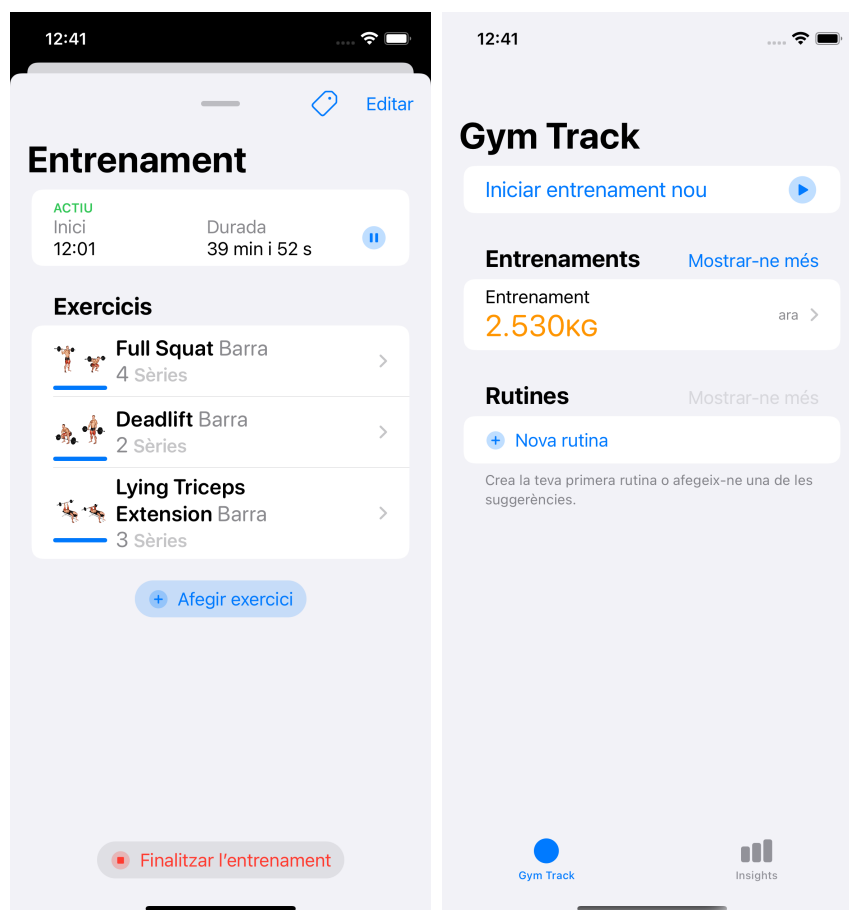 12:41
Editar
Entrenament
ACTIU
Inici
Durada
12:01
39 min i 52 s
Exercicis
Full Squat Barra
4 Sèries
Deadlift Barra
2 Sèries
Lying Triceps
Extension Barra
3 Sèries
Afegir exercici
Finalitzar l'entrenament
12:41
Gym Track
Iniciar entrenament nou
Entrenaments
Mostrar-ne més
Entrenament
2.530KG
ara
Rutines
Mostrar-ne més
Nova rutina
Crea la teva primera rutina o afegeix-ne una de les
suggerències.
Gym Track
Insights